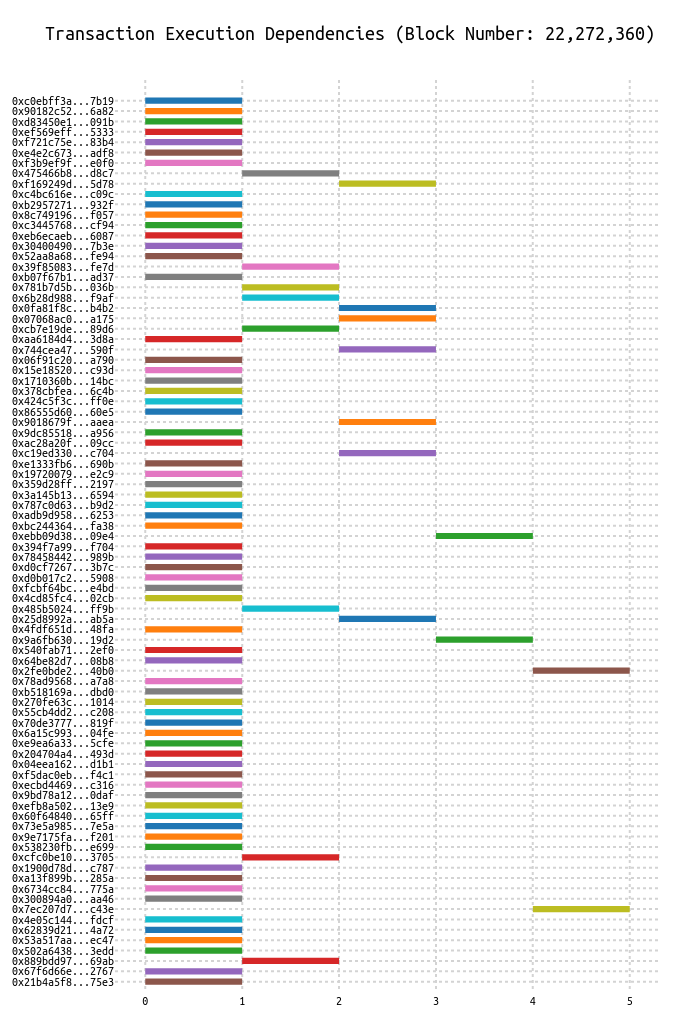 Transaction Execution Dependencies (Block Number: 22,272,360)
0xc0ebff3a...7b19
0x90182c52...6a82
0xd83450e1...091b
0xef569eff...5333
0xf721c75e...83b4
0xe4e2c673...adf8
0xf3b9ef9f...e0f0
0x475466b8...d8c7
0xf169249d...5d78
0xc4bc616e...c09c
0xb2957271...932f
0x8c749196...f057
0xc3445768...cf94
0xeb6ecaeb...6087
0x30400490...7b3e
0x52aa8a68...fe94
0x39f85083...fe7d
0xb07f67b1...ad37
0x781b7d5b...036b
0x6b28d988...f9af
0x0fa81f8c...b4b2
0x07068ac0...a175
0xcb7e19de...89d6
0xaa6184d4...3d8a
0x744cea47...590f
0x06f91c20...a790
0x15e18520...c93d
0x1710360b...14bc
0x378cbfea...6c4b
0x424c5f3c...ff0e
0x86555d60...60e5
0x9018679f...aaea
0x9dc85518...a956
0xac28a20f...09cc
0xc19ed330...c704
0xe1333fb6...690b
0x19720079...e2c9
0x359d28ff...2197
0x3a145b13...6594
0x787c0d63...b9d2
0xadb9d958...6253
0xbc244364...fa38
0xebb09d38...09e4
0x394f7a99...f704
0x78458442...989b
0xd0cf7267...3b7c
0xd0b017c2...5908
0xfcbf64bc...e4bd
0x4cd85fc4...02cb
0x485b5024...ff9b
0x25d8992a...ab5a
0x4fdf651d...48fa
0x9a6fb630...19d2
0x540fab71...2ef0
0x64be82d7...08b8
0x2fe0bde2...40b0
0x78ad9568...a7a8
0xb518169a...dbd0
0x270fe63c...1014
0x55cb4dd2...c208
0x70de3777...819f
0x6a15c993...04fe
0xe9ea6a33...5cfe
0x204704a4...493d
0x04eea162...d1b1
0xf5dac0eb...f4c1
0xecbd4469...c316
0x9bd78a12...0daf
0xefb8a502...13e9
0x60f64840...65ff
0x73e5a985...7e5a
0x9e7175fa...f201
0x538230fb...e699
0xcfc0be10...3705
0x1900d78d...c787
0xa13f899b...285a
0x6734cc84...775a
0x300894a0...aa46
0x7ec207d7...c43e
0x4e05c144...fdcf
0x62839d21...4a72
0x53a517aa...ec47
0x502a6438...3edd
0x889bdd97...69ab
0x67f6d66e...2767
0x21b4a5f8...75e3
0 1 2 3 4 5